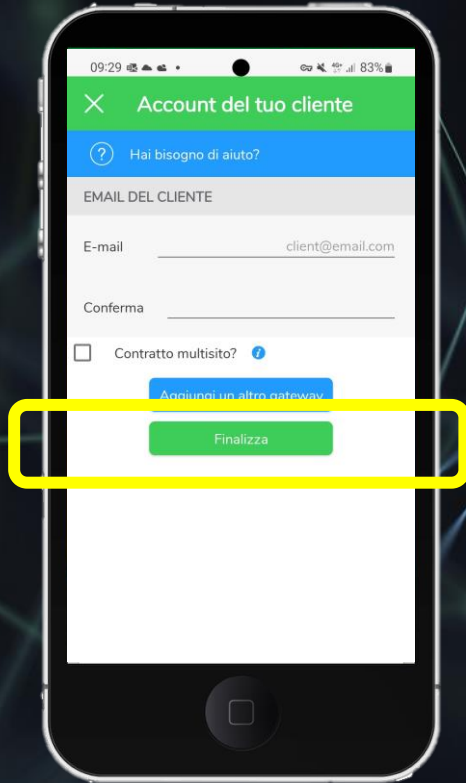 09:29 83%
Account del tuo cliente
? Hai bisogno di aiuto?
EMAIL DEL CLIENTE
E-mail client@email.com
Conferma
Contratto multisito? i
Aggiungi un altro gateway
Finalizza